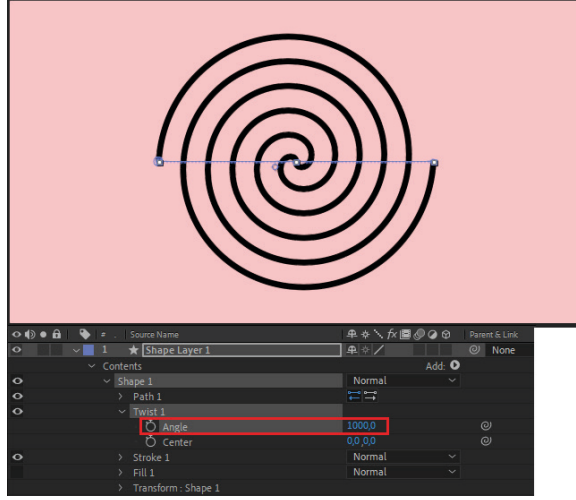 # . Source Name fx Parent & Link
1 Shape Layer 1 None
Contents Add:
Shape 1 Normal
Path 1
Twist 1
Angle 1000,0
Center 0,0 ,0,0
Stroke 1 Normal
Fill 1 Normal
Transform : Shape 1